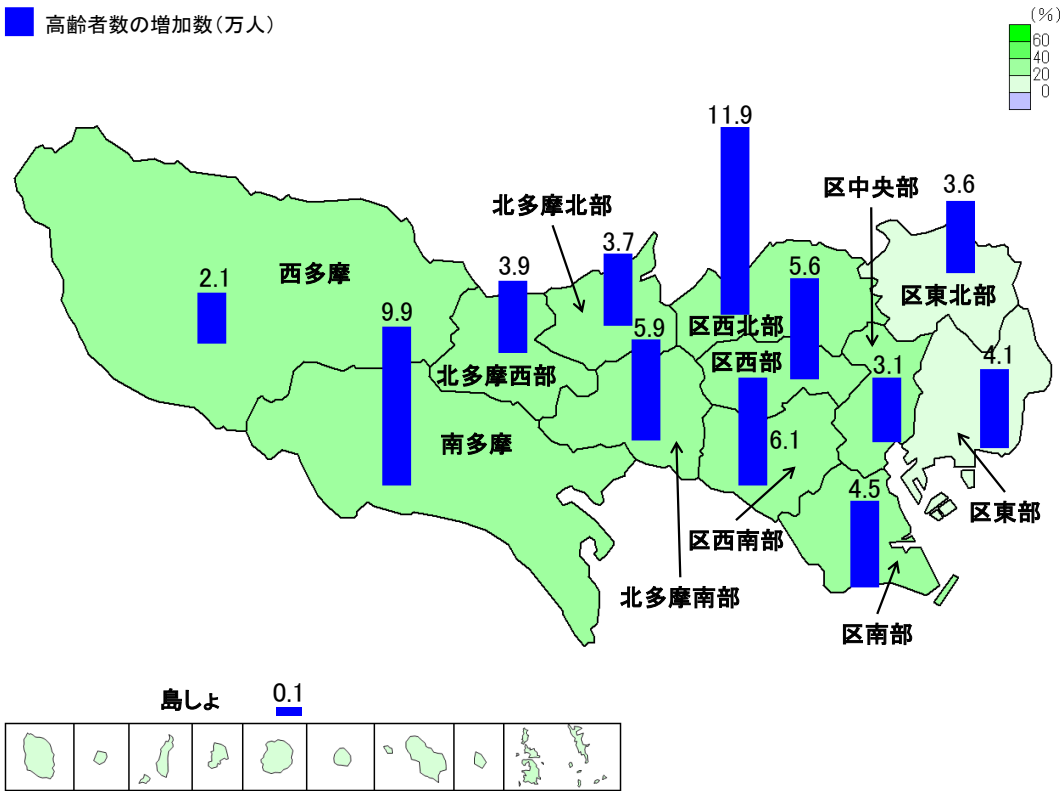 高齢者数の増加数(万人)
(%)
60
40
20
0
11.9
区中央部
3.6
北多摩北部
3.7
2.1
西多摩
3.9
5.6
区東北部
9.9
区西北部
5.9
区西部
4.1
3.1
北多摩西部
南多摩
6.1
4.5
区東部
区西南部
北多摩南部
区南部
島しょ
0.1